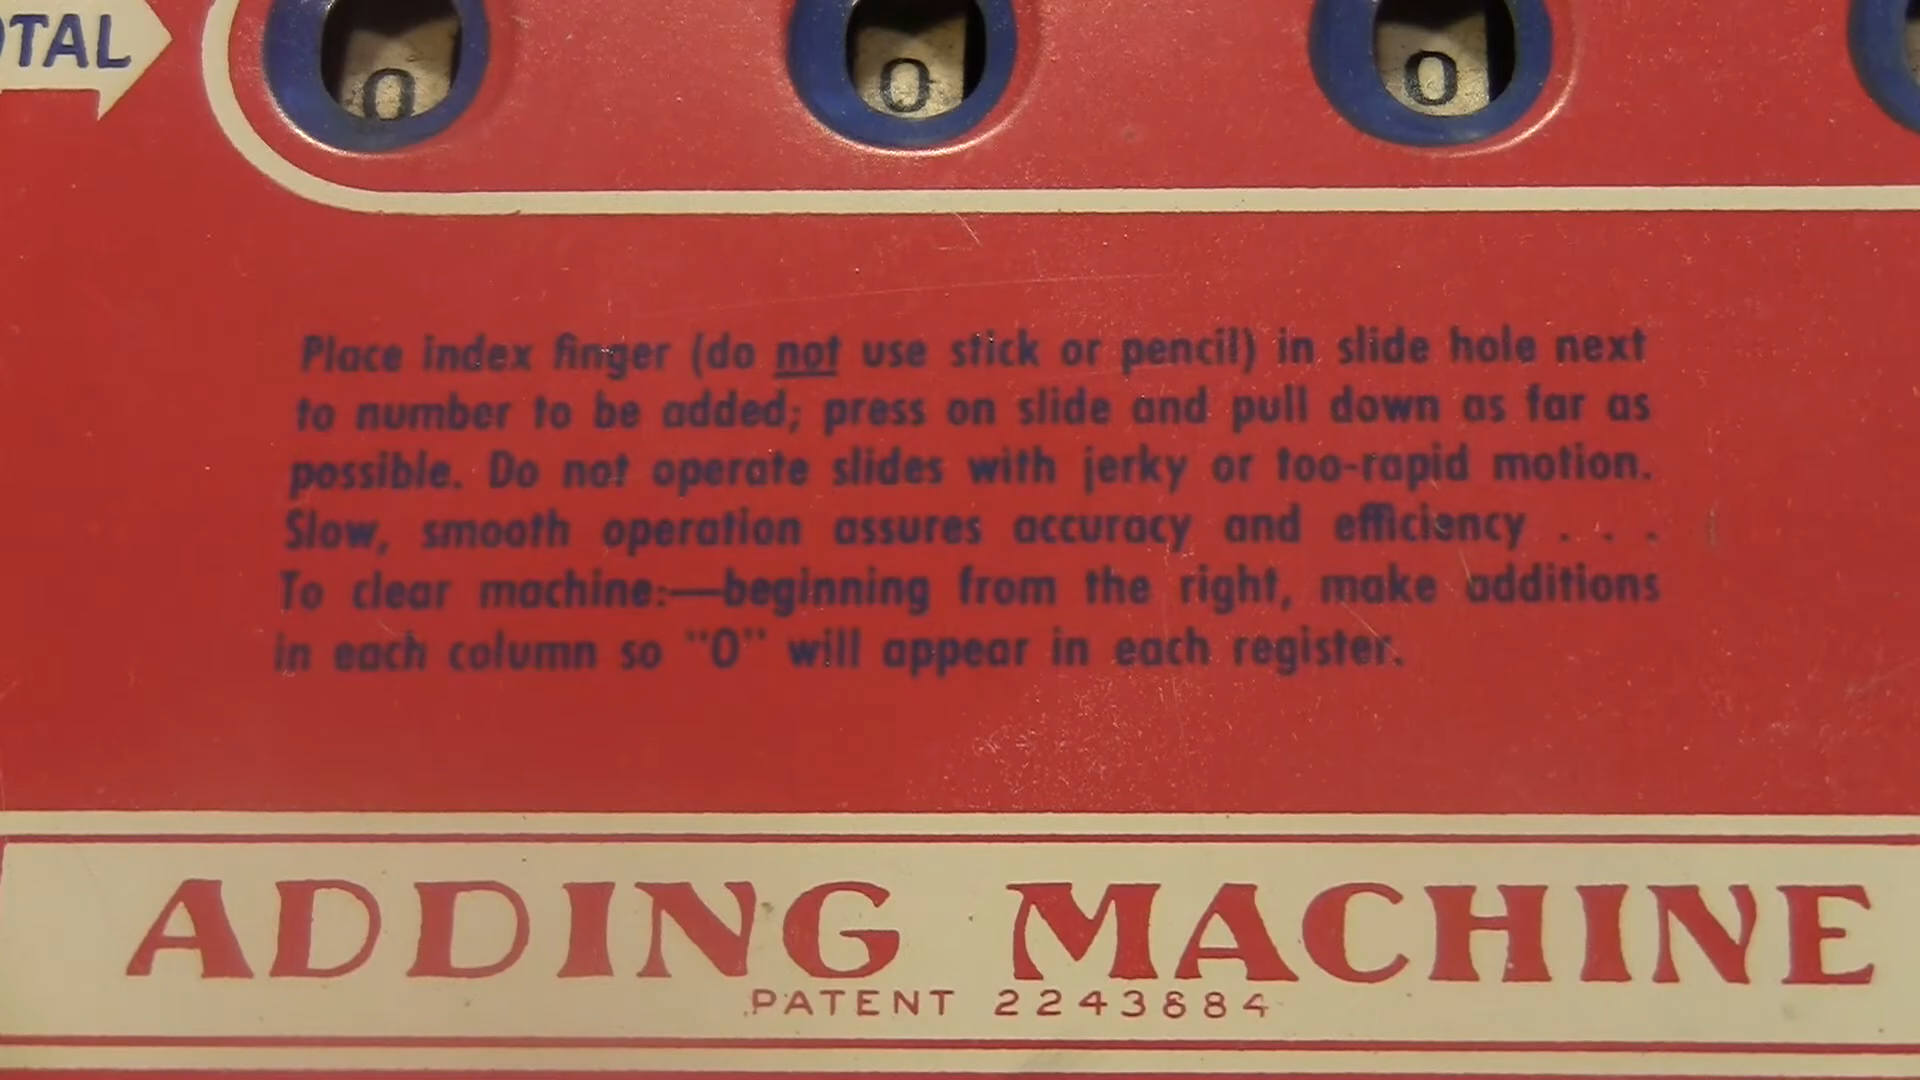 OTAL
0 0 0
Place index finger (do not use stick or pencil) in slide hole next
to number to be added; press on slide and pull down as far as
possible. Do not operate slides with jerky or too-rapid motion.
Slow, smooth operation assures accuracy and efficiency . . .
To clear machine:—beginning from the right, make additions
in each column so "0" will appear in each register.
ADDING MACHINE
PATENT 2243684